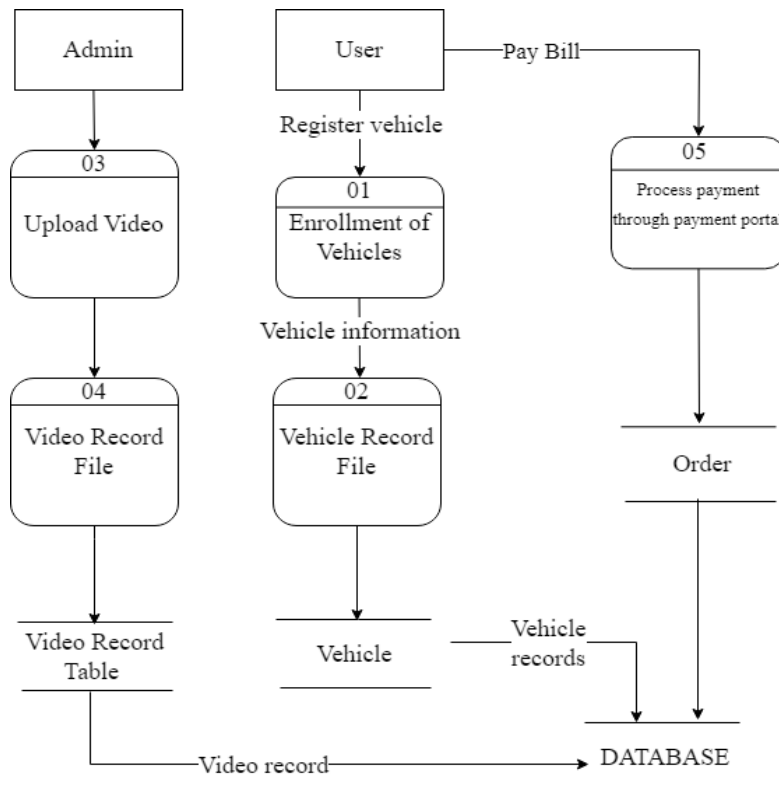 Admin
User
Pay Bill
Register vehicle
03
Upload Video
01
Enrollment of
Vehicles
05
Process payment
through payment portal
Vehicle information
04
Video Record
File
02
Vehicle Record
File
Order
Video Record
Table
Vehicle
Vehicle
records
Video record
DATABASE